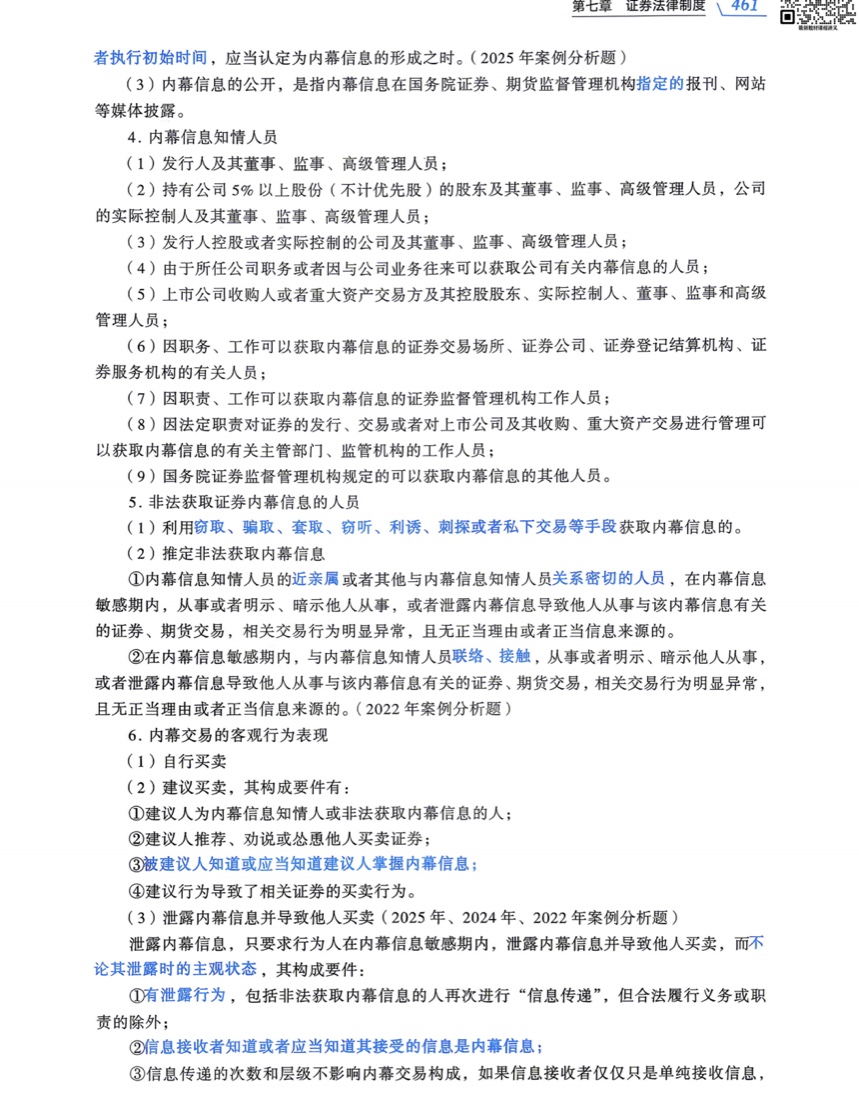 第七章 证券法律制度 461
者执行初始时间，应当认定为内幕信息的形成之时。（2025 年案例分析题）
（3）内幕信息的公开，是指内幕信息在国务院证券、期货监督管理机构指定的报刊、网站
等媒体披露。
4. 内幕信息知情人员
（1）发行人及其董事、监事、高级管理人员；
（2）持有公司 5% 以上股份（不计优先股）的股东及其董事、监事、高级管理人员，公司
的实际控制人及其董事、监事、高级管理人员；
（3）发行人控股或者实际控制的公司及其董事、监事、高级管理人员；
（4）由于所任公司职务或者因与公司业务往来可以获取公司有关内幕信息的人员；
（5）上市公司收购人或者重大资产交易方及其控股股东、实际控制人、董事、监事和高级
管理人员；
（6）因职务、工作可以获取内幕信息的证券交易场所、证券公司、证券登记结算机构、证
券服务机构的有关人员；
（7）因职责、工作可以获取内幕信息的证券监督管理机构工作人员；
（8）因法定职责对证券的发行、交易或者对上市公司及其收购、重大资产交易进行管理可
以获取内幕信息的有关主管部门、监管机构的工作人员；
（9）国务院证券监督管理机构规定的可以获取内幕信息的其他人员。
5. 非法获取证券内幕信息的人员
（1）利用窃取、骗取、套取、窃听、利诱、刺探或者私下交易等手段获取内幕信息的。
（2）推定非法获取内幕信息
①内幕信息知情人员的近亲属或者其他与内幕信息知情人员关系密切的人员，在内幕信息
敏感期内，从事或者明示、暗示他人从事，或者泄露内幕信息导致他人从事与该内幕信息有关
的证券、期货交易，相关交易行为明显异常，且无正当理由或者正当信息来源的。
②在内幕信息敏感期内，与内幕信息知情人员联络、接触，从事或者明示、暗示他人从事，
或者泄露内幕信息导致他人从事与该内幕信息有关的证券、期货交易，相关交易行为明显异常，
且无正当理由或者正当信息来源的。（2022 年案例分析题）
6. 内幕交易的客观行为表现
（1）自行买卖
（2）建议买卖，其构成要件有：
①建议人为内幕信息知情人或非法获取内幕信息的人；
②建议人推荐、劝说或怂恿他人买卖证券；
③被建议人知道或应当知道建议人掌握内幕信息；
④建议行为导致了相关证券的买卖行为。
（3）泄露内幕信息并导致他人买卖（2025 年、2024 年、2022 年案例分析题）
泄露内幕信息，只要求行为人在内幕信息敏感期内，泄露内幕信息并导致他人买卖，而不
论其泄露时的主观状态，其构成要件：
①有泄露行为，包括非法获取内幕信息的人再次进行“信息传递”，但合法履行义务或职
责的除外；
②信息接收者知道或者应当知道其接受的信息是内幕信息；
③信息传递的次数和层级不影响内幕交易构成，如果信息接收者仅仅只是单纯接收信息，